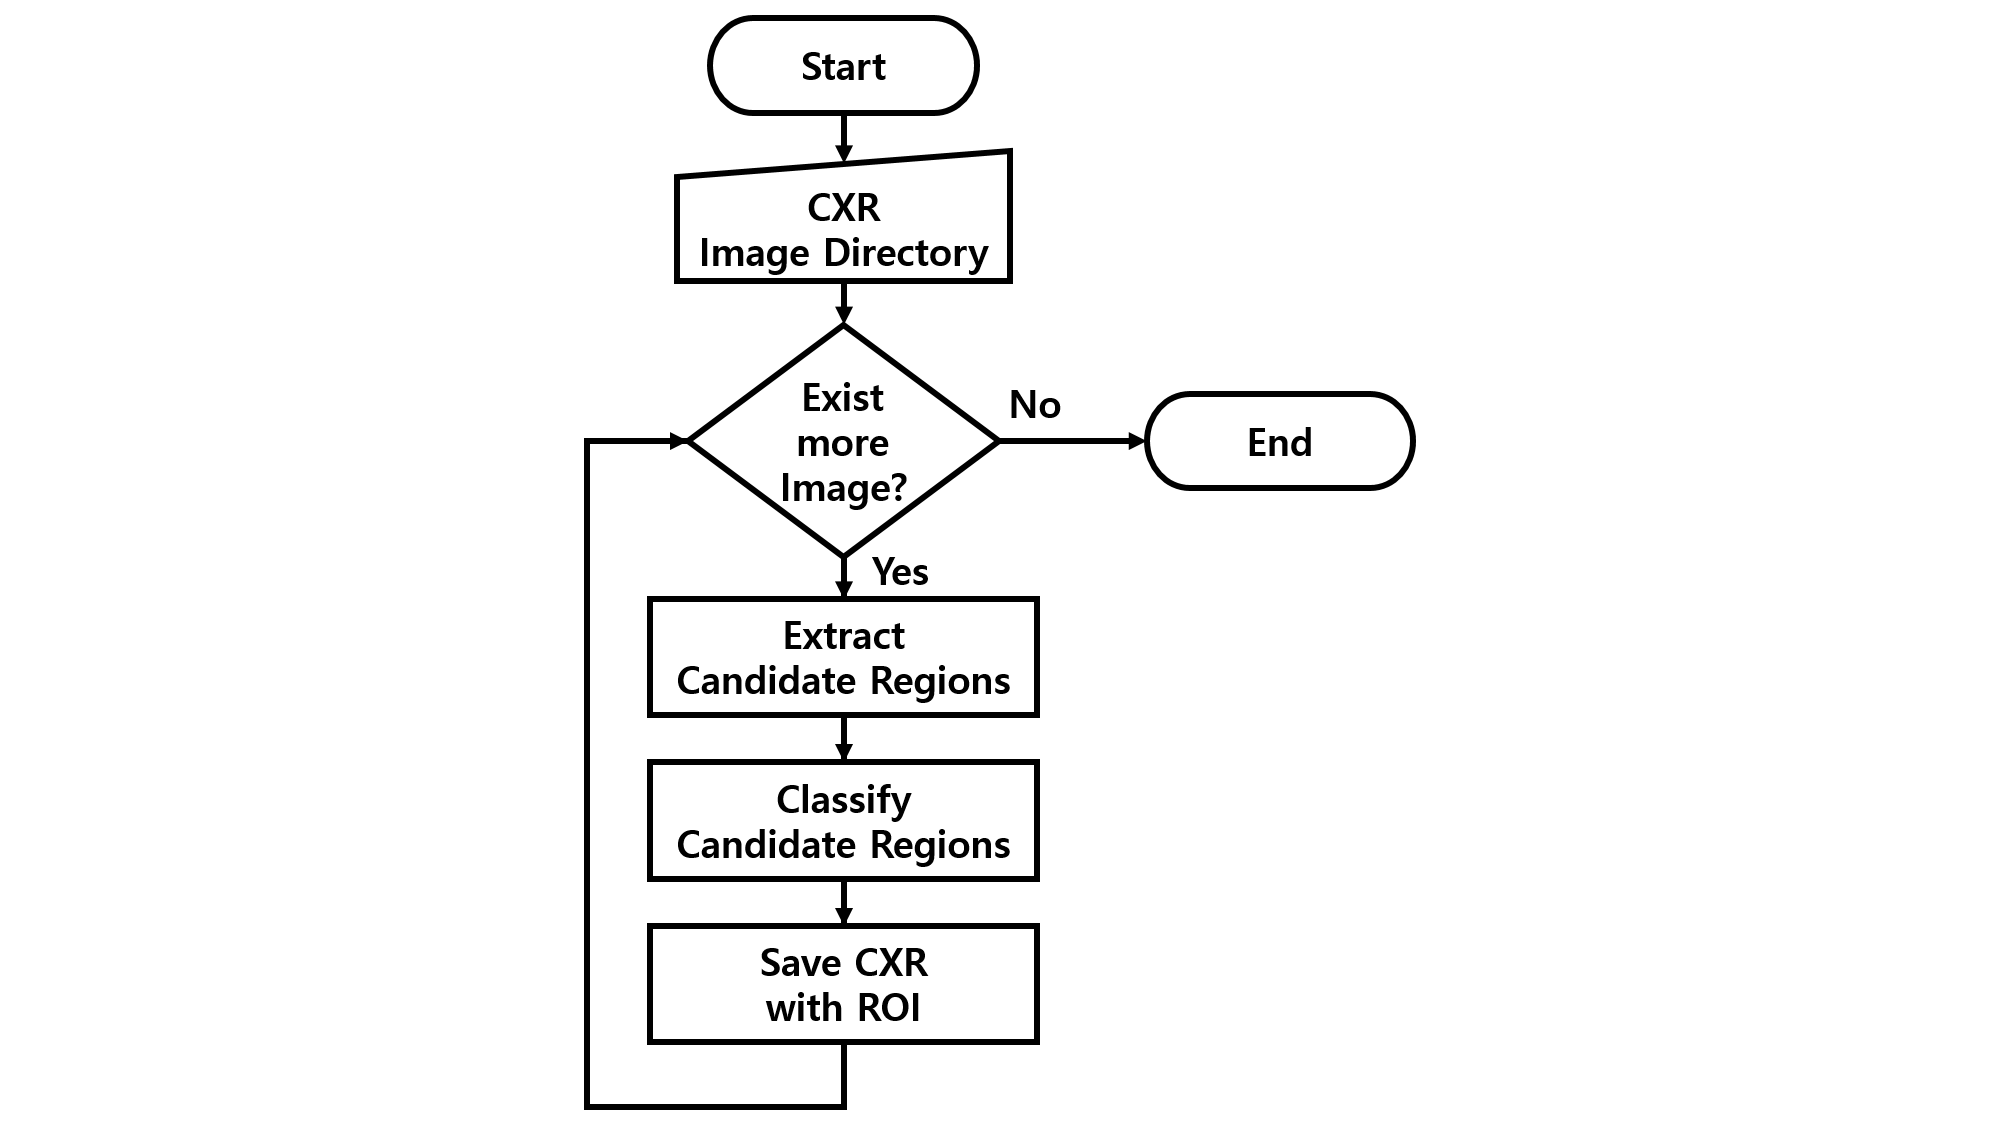 Start
CXR
Image Directory
Exist
more
Image?
No
End
Yes
Extract
Candidate Regions
Classify
Candidate Regions
Save CXR
with ROI